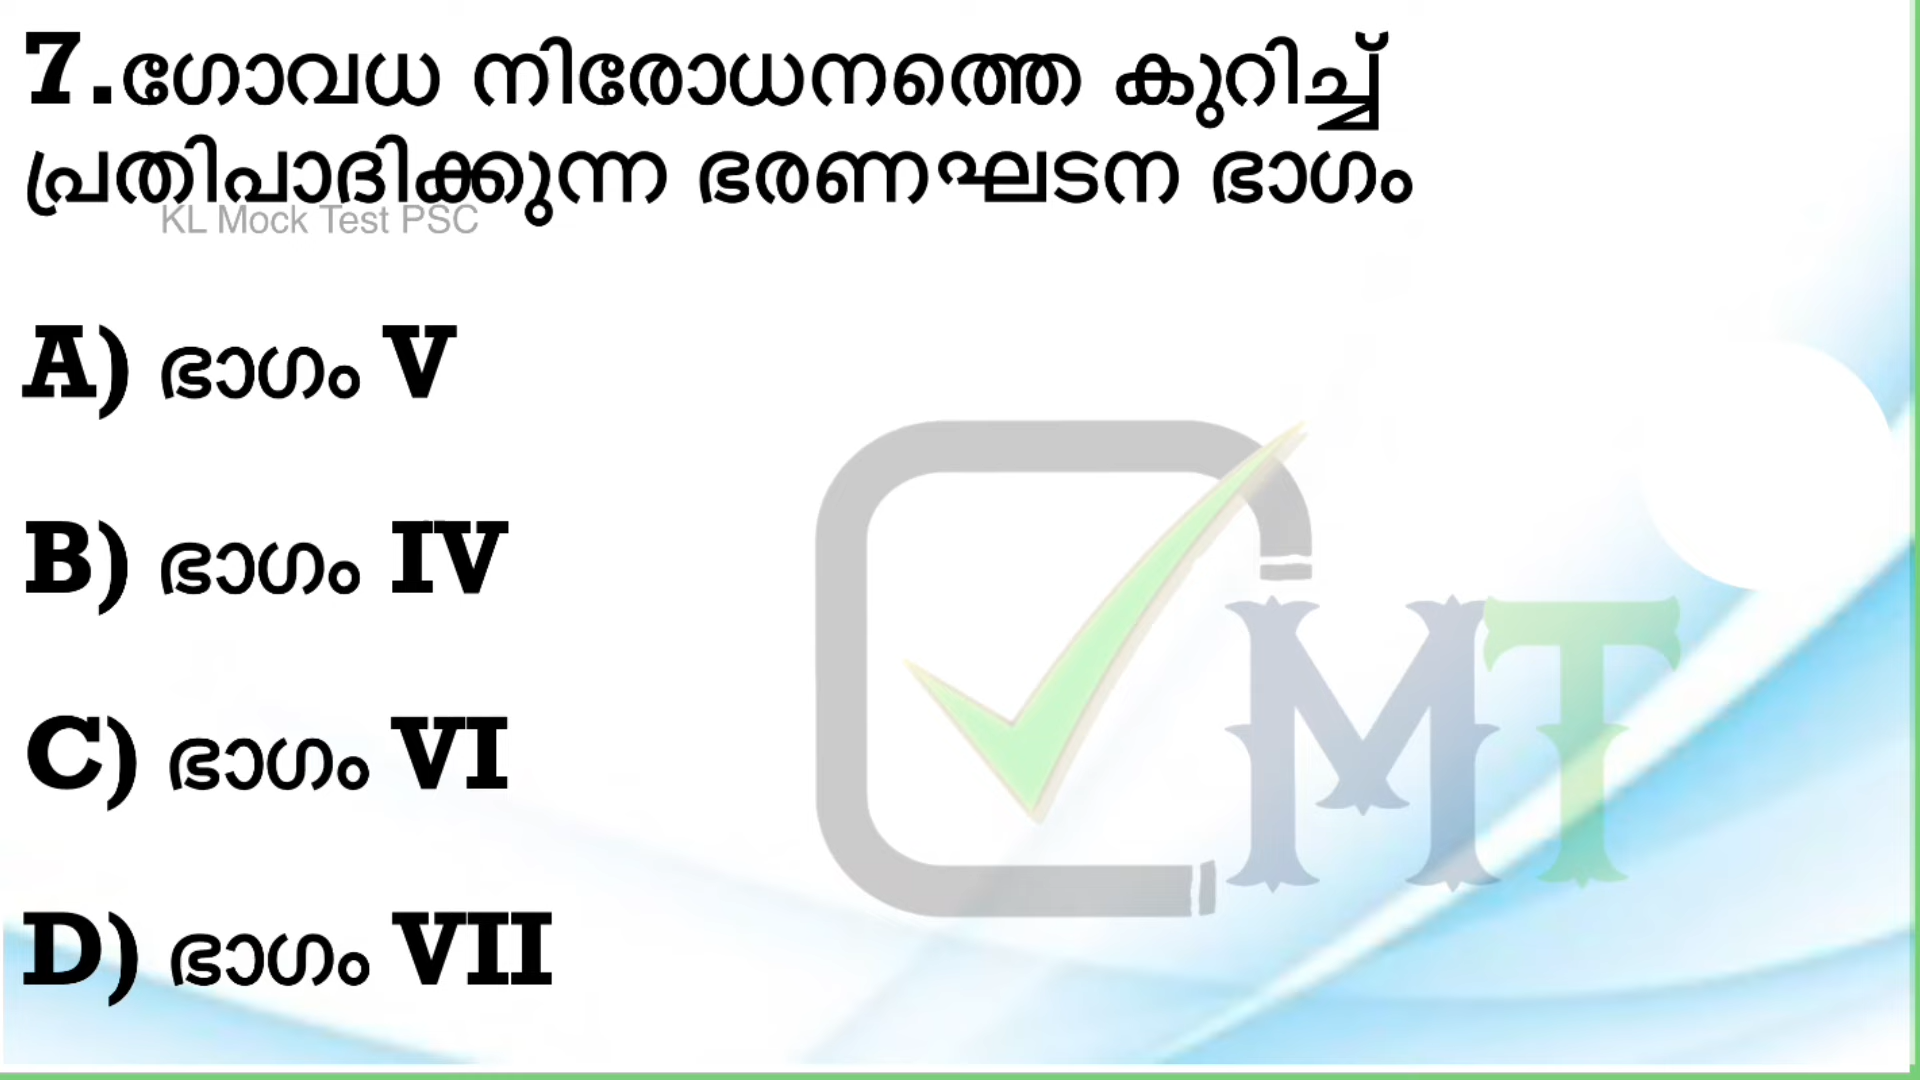 7.ഗോവധ നിരോധനത്തെ കുറിച്ച്
പ്രതിപാദിക്കുന്ന ഭരണഘടന ഭാഗം
KL Mock Test PSC
A) ഭാഗം V
B) ഭാഗം IV
C) ഭാഗം VI
D) ഭാഗം VII
MT